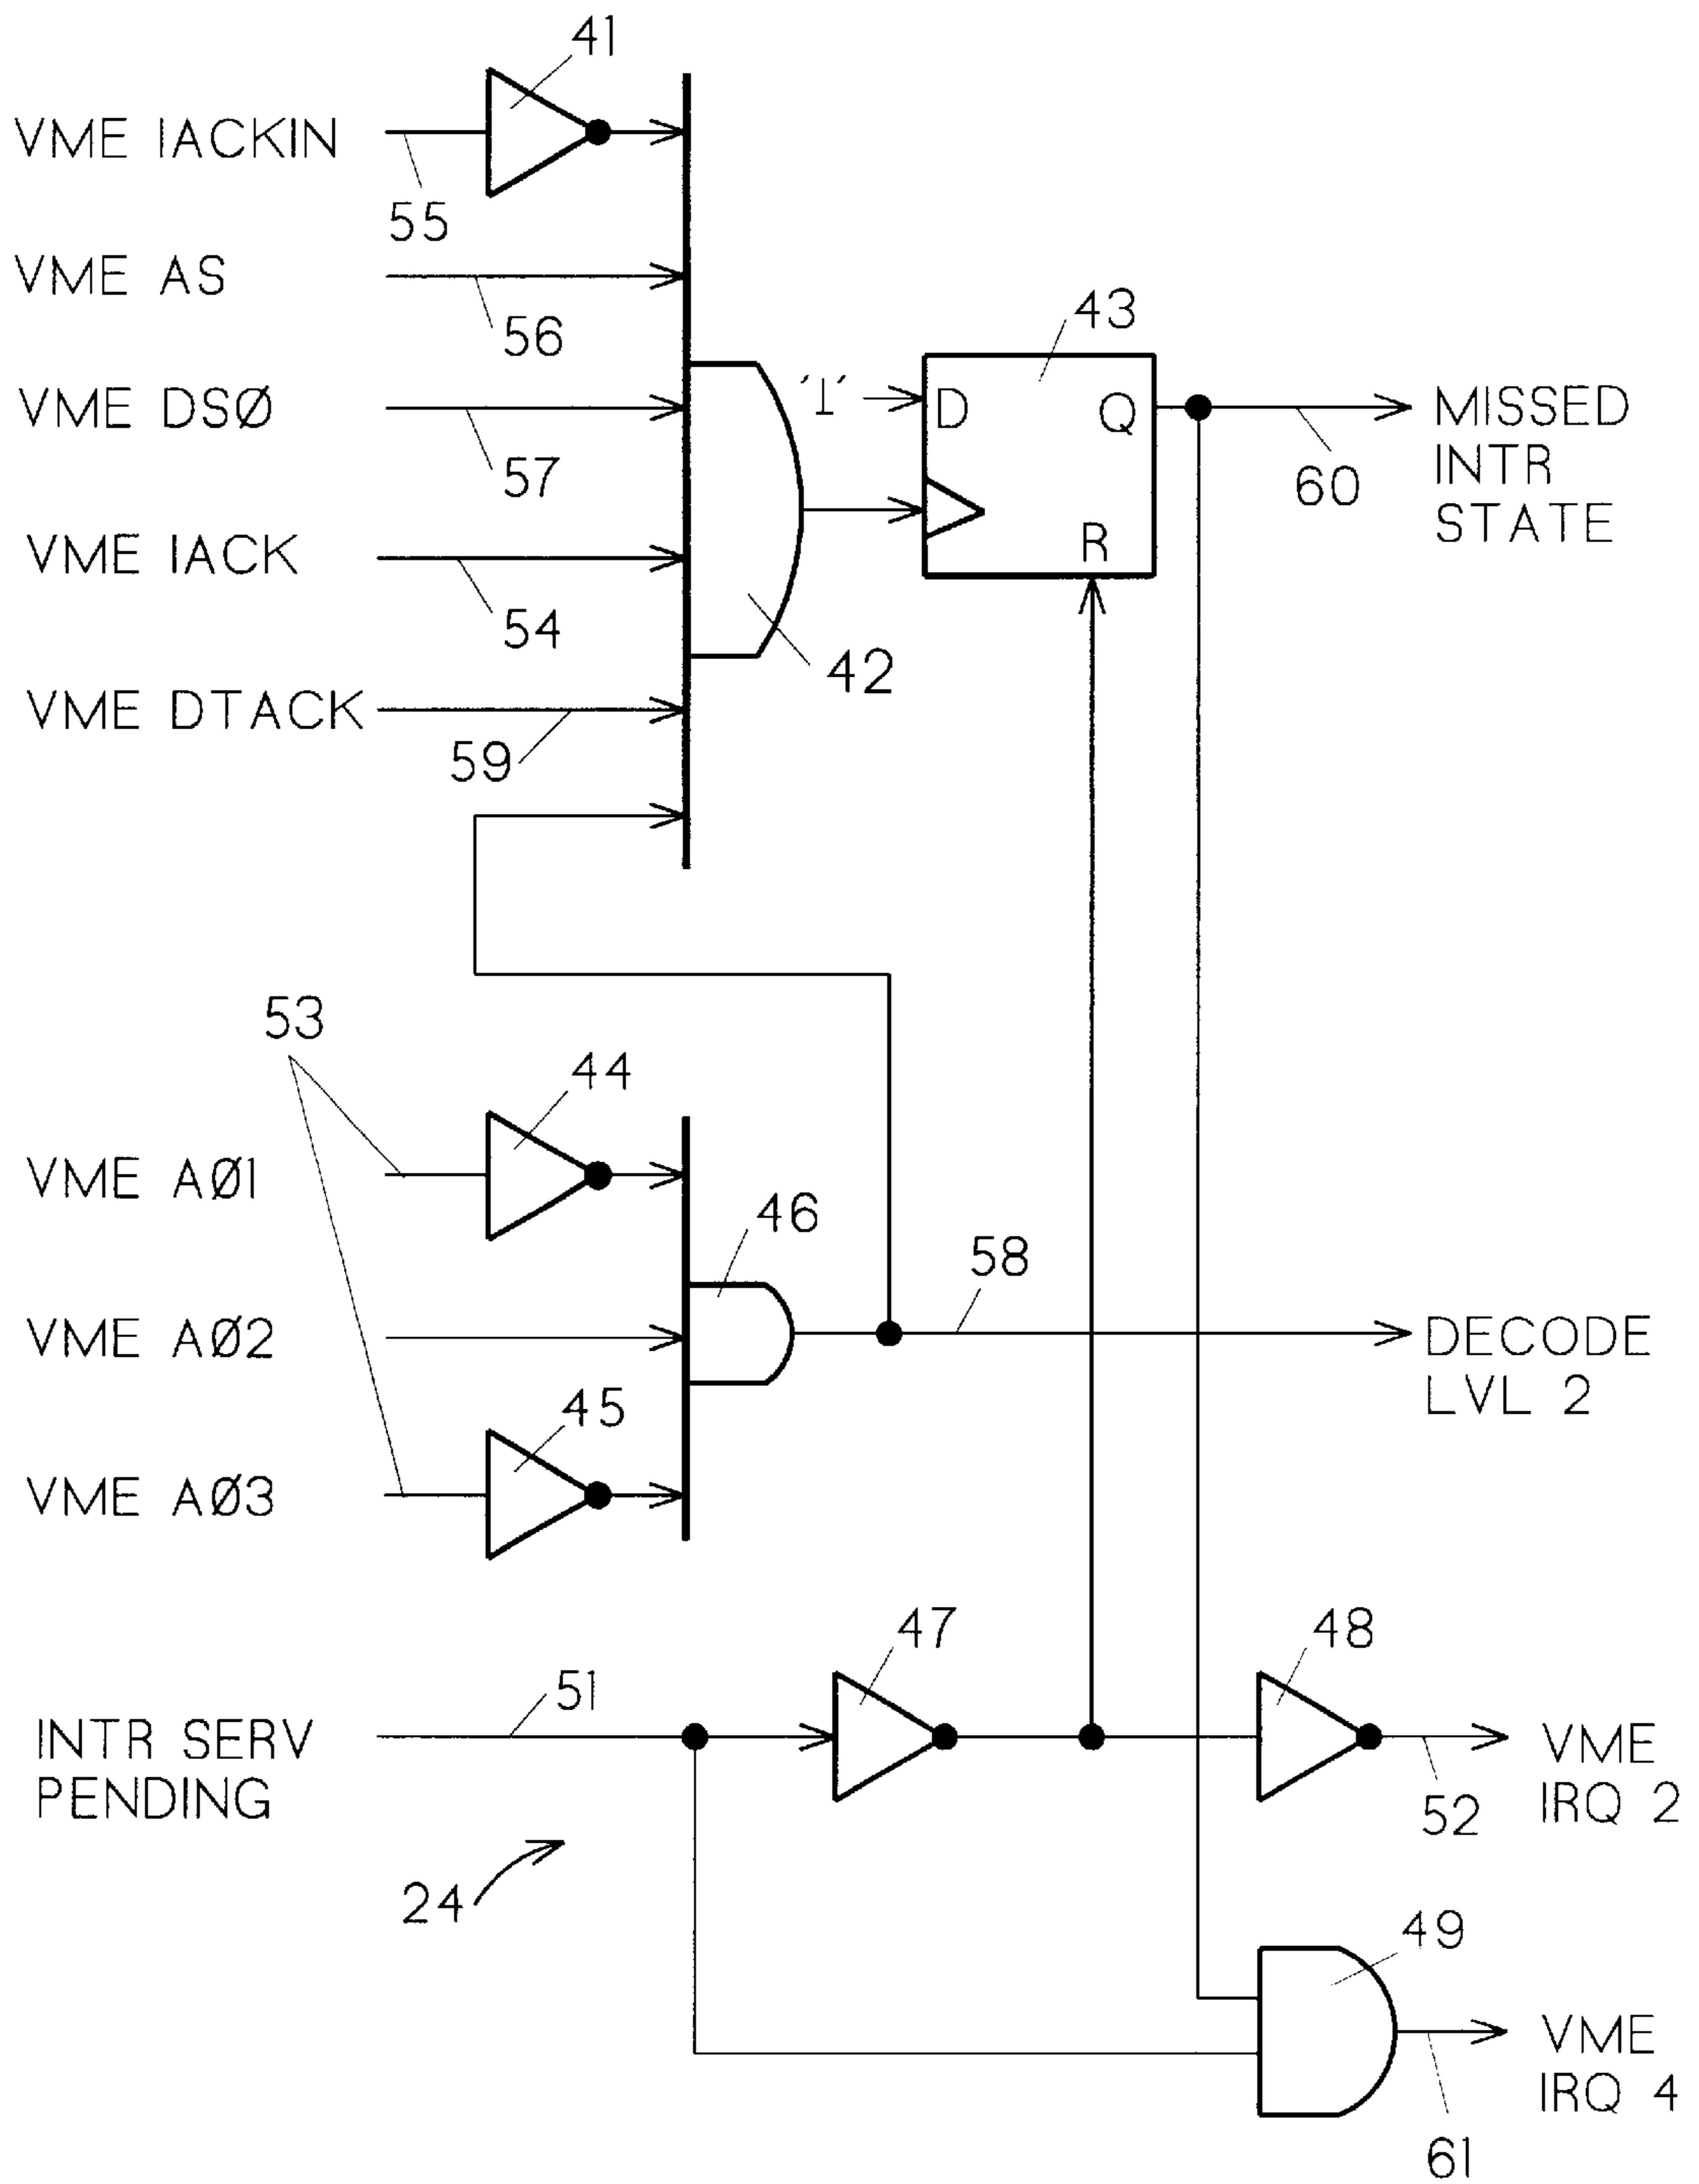 41
VME IACKIN
55
VME AS
56
43
VME DSØ
'1'
D
Q
MISSED
INTR
STATE
57
60
R
VME IACK
54
42
VME DTACK
59
53
44
VME AØ1
46
58
VME AØ2
DECODE
LVL 2
45
VME AØ3
47
48
51
INTR SERV
PENDING
VME
IRQ 2
52
24
49
VME
IRQ 4
61